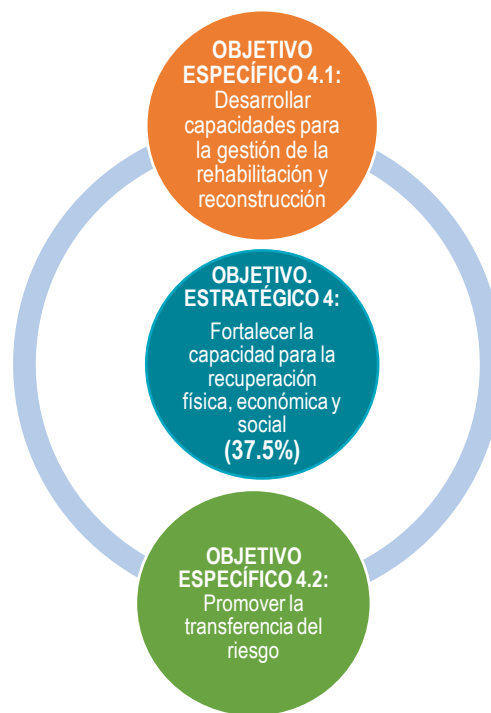 OBJETIVO
ESPECÍFICO 4.1:
Desarrollar
capacidades para
la gestión de la
rehabilitación y
reconstrucción
OBJETIVO.
ESTRATÉGICO 4:
Fortalecer la
capacidad para la
recuperación
física, económica y
social
(37.5%)
OBJETIVO
ESPECÍFICO 4.2:
Promover la
transferencia del
riesgo